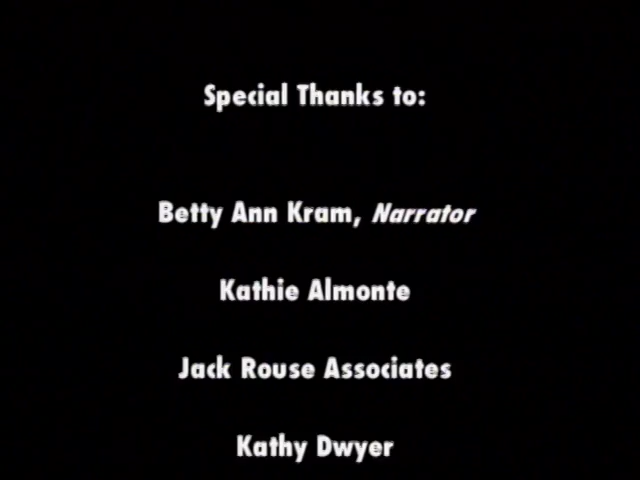 Special Thanks to:
Betty Ann Kram, Narrator
Kathie Almonte
Jack Rouse Associates
Kathy Dwyer